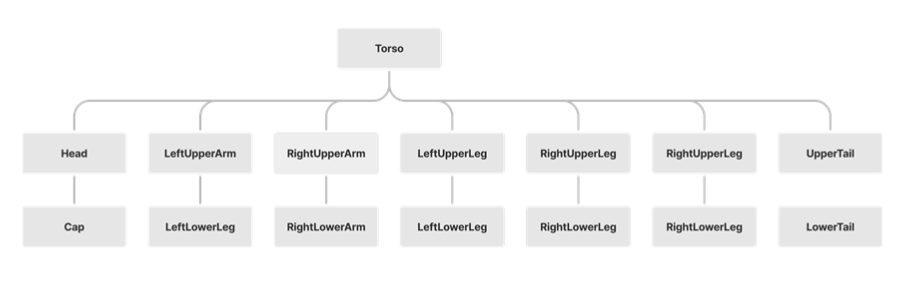 Torso
Head
LeftUpperArm
RightUpperArm
LeftUpperLeg
RightUpperLeg
RightUpperLeg
UpperTail
Cap
LeftLowerLeg
RightLowerArm
LeftLowerLeg
RightLowerLeg
RightLowerLeg
LowerTail